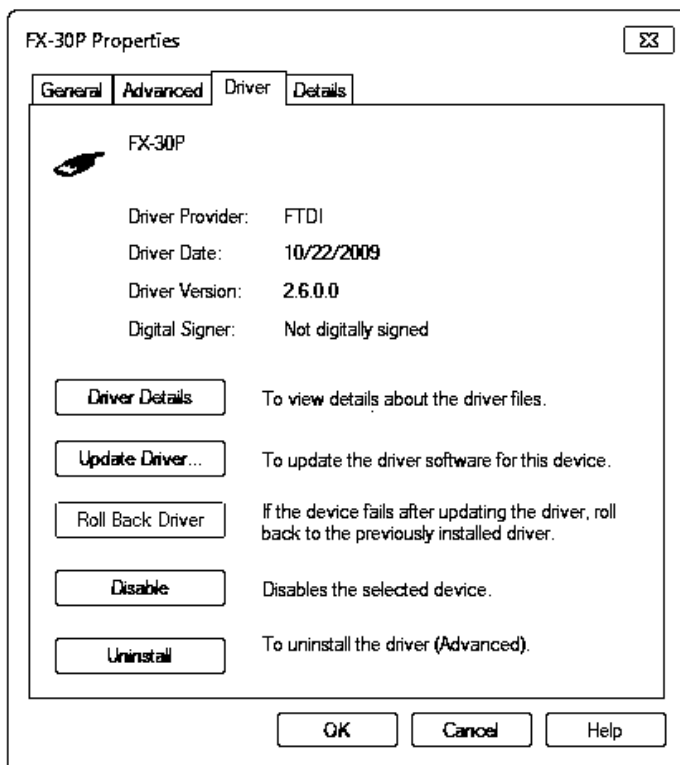 FX-30P Properties
General Advanced Driver Details
FX-30P
Driver Provider: FTDI
Driver Date: 10/22/2009
Driver Version: 2.6.0.0
Digital Signer: Not digitally signed
Driver Details To view details about the driver files.
Update Driver... To update the driver software for this device.
Roll Back Driver If the device fails after updating the driver, roll
back to the previously installed driver.
Disable Disables the selected device.
Uninstall To uninstall the driver (Advanced).
OK Cancel Help